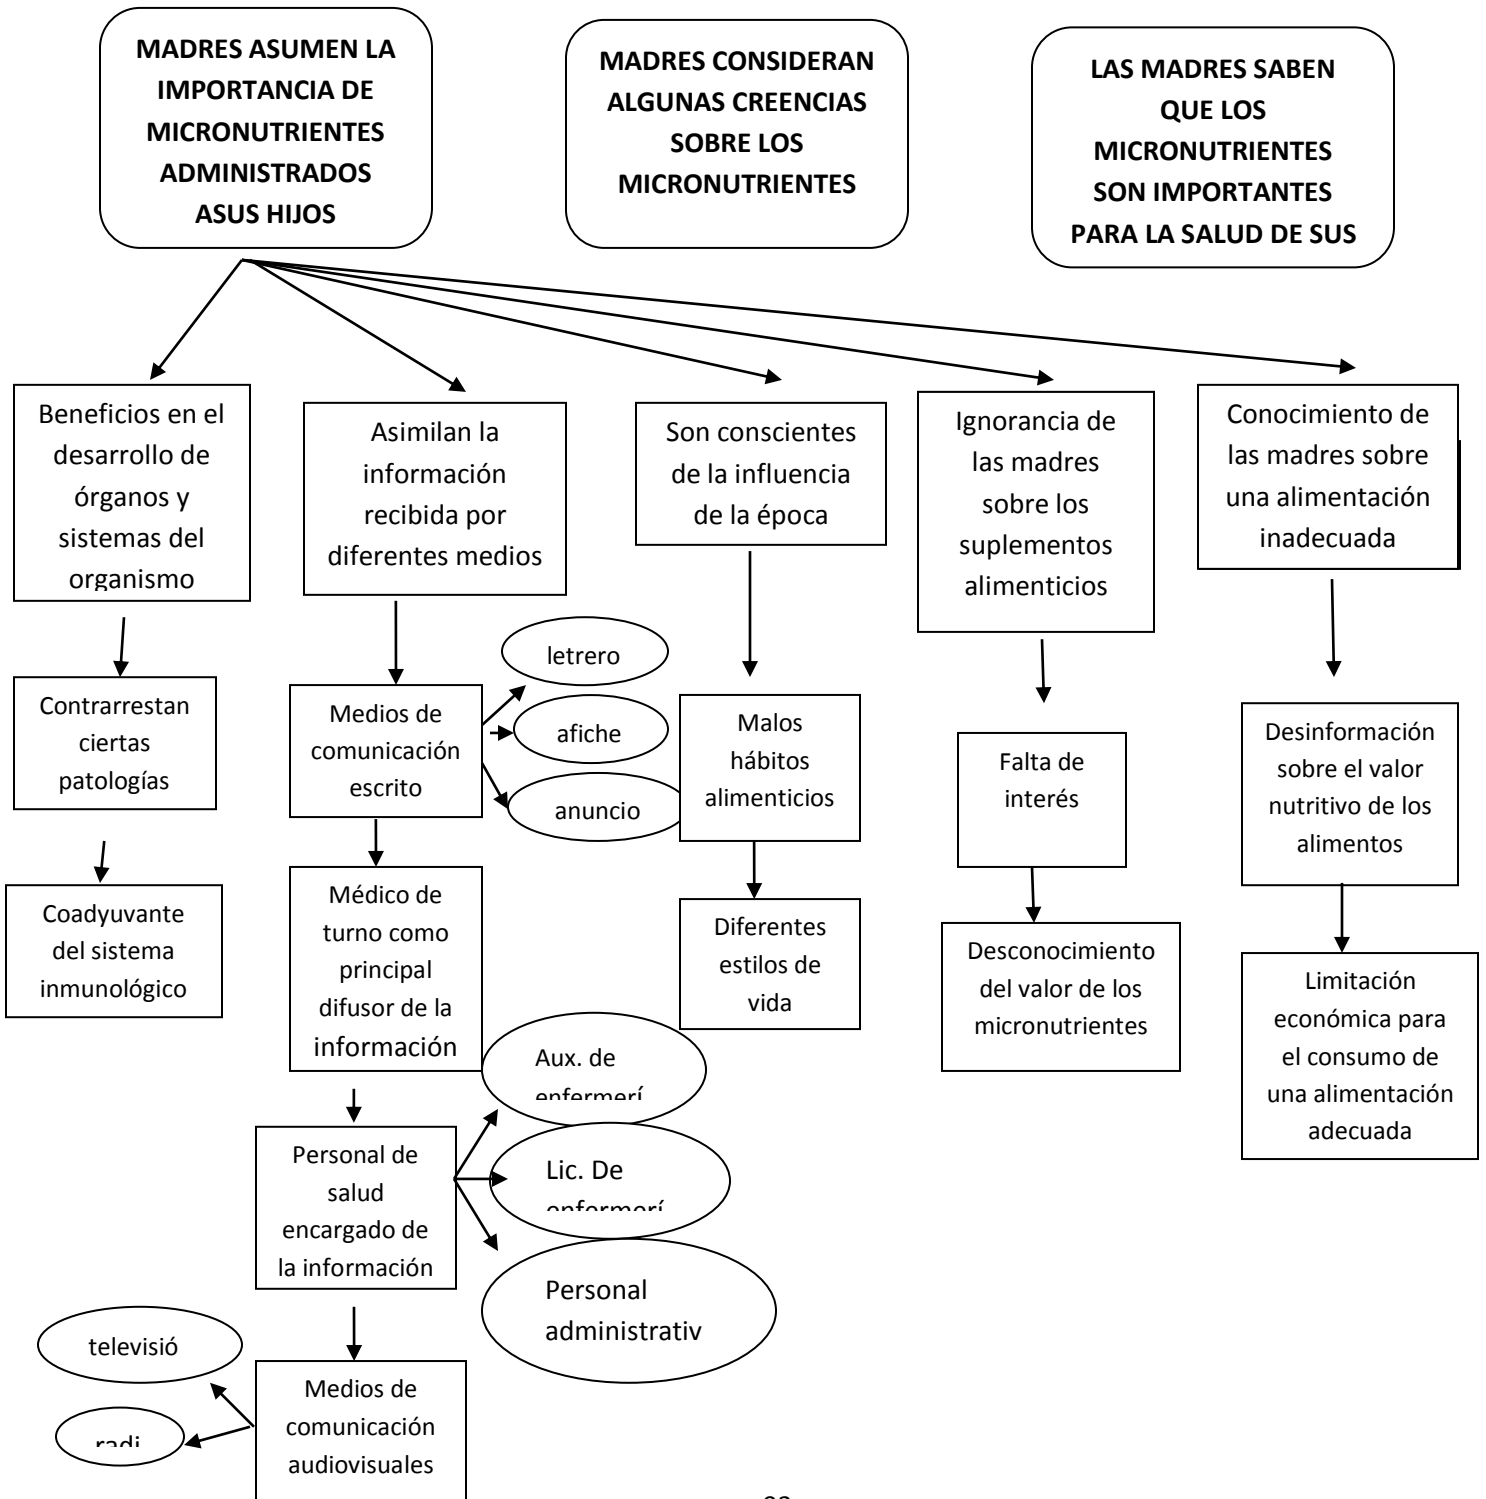 MADRES ASUMEN LA
IMPORTANCIA DE
MICRONUTRIENTES
ADMINISTRADOS
ASUS HIJOS
MADRES CONSIDERAN
ALGUNAS CREENCIAS
SOBRE LOS
MICRONUTRIENTES
LAS MADRES SABEN
QUE LOS
MICRONUTRIENTES
SON IMPORTANTES
PARA LA SALUD DE SUS
Beneficios en el
desarrollo de
órganos y
sistemas del
organismo
Asimilan la
información
recibida por
diferentes medios
Son conscientes
de la influencia
de la época
Ignorancia de
las madres
sobre los
suplementos
alimenticios
Conocimiento de
las madres sobre
una alimentación
inadecuada
Contrarrestan
ciertas
patologías
Medios de
comunicación
escrito
letrero
afiche
anuncio
Malos
hábitos
alimenticios
Falta de
interés
Desinformación
sobre el valor
nutritivo de los
alimentos
Coadyuvante
del sistema
inmunológico
Médico de
turno como
principal
difusor de la
información
Diferentes
estilos de
vida
Desconocimiento
del valor de los
micronutrientes
Limitación
económica para
el consumo de
una alimentación
adecuada
Personal de
salud
encargado de
la información
Aux. de
enfermerí
Lic. De
enfermerí
Personal
administrativ
Medios de
comunicación
audiovisuales
televisió
radi